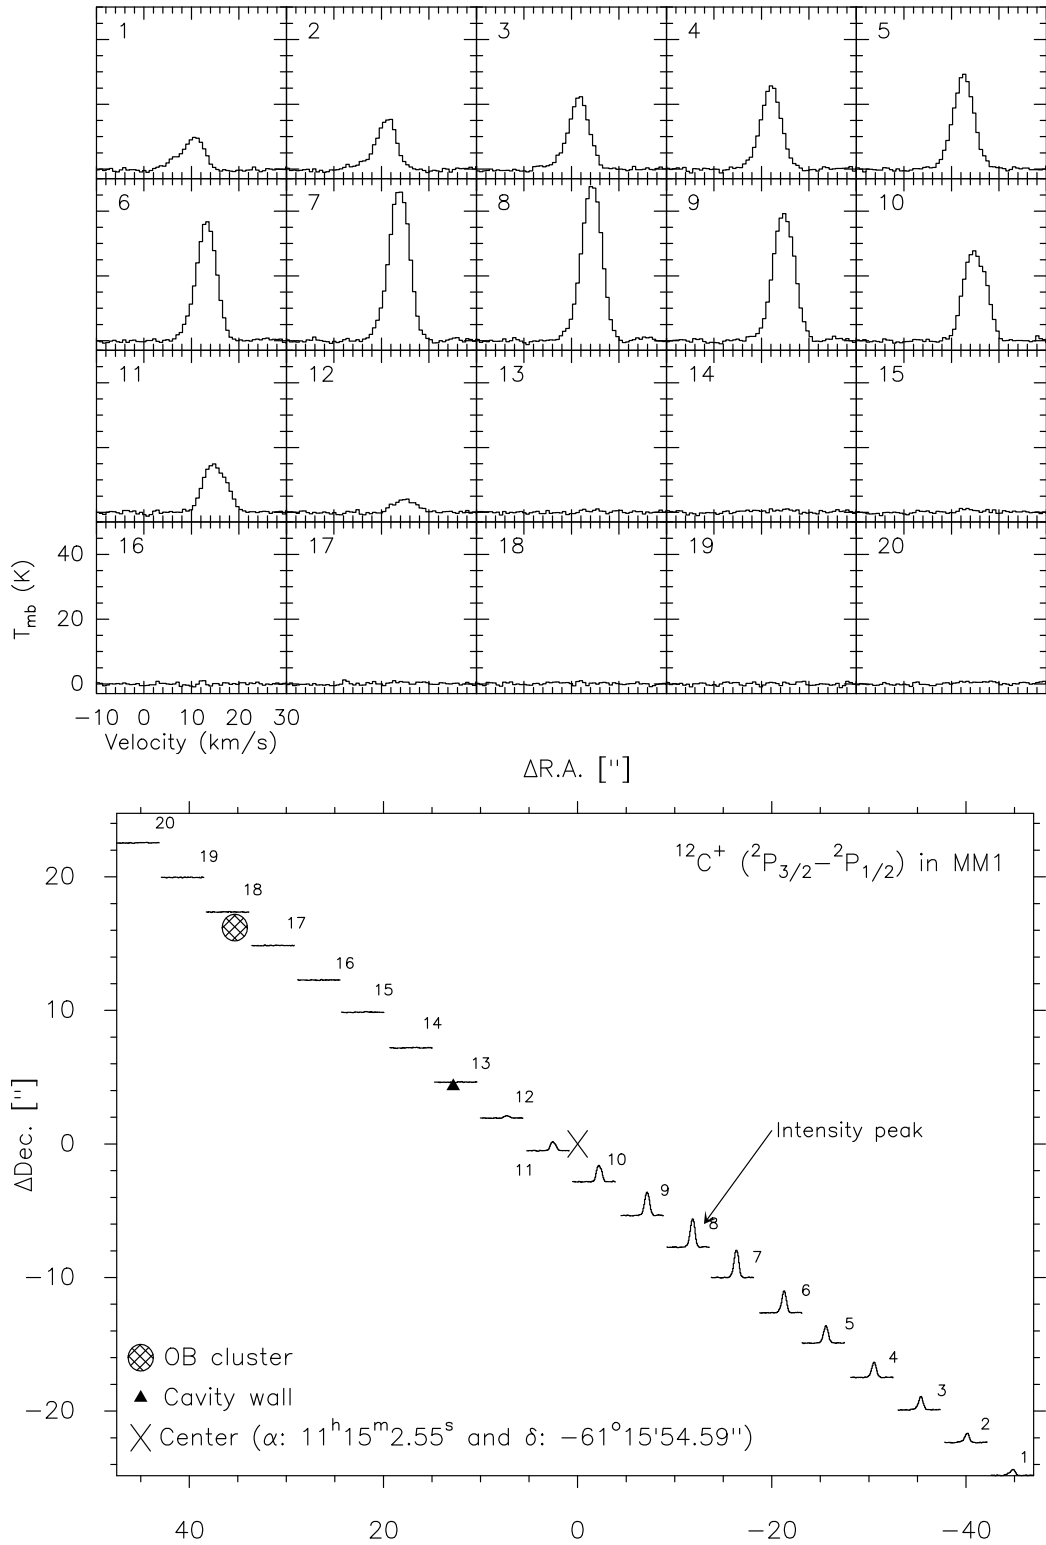 1 2 3 4 5
6 7 8 9 10
11 12 13 14 15
16 17 18 19 20
T_mb (K)
40
20
0
−10 0 10 20 30
Velocity (km/s)
ΔR.A. ["]
¹²C⁺ (²P₃/₂−²P₁/₂) in MM1
20
19
18
17
16
15
14
13
12
11
10
9
8
7
6
5
4
3
2
1
Intensity peak
ΔDec. ["]
20
10
0
−10
−20
OB cluster
Cavity wall
Center (α: 11ʰ15ᵐ2.55ˢ and δ: −61°15'54.59")
40 20 0 −20 −40